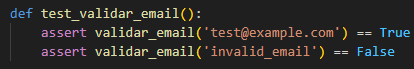 def test_validar_email():
    assert validar_email('test@example.com') == True
    assert validar_email('invalid_email') == False